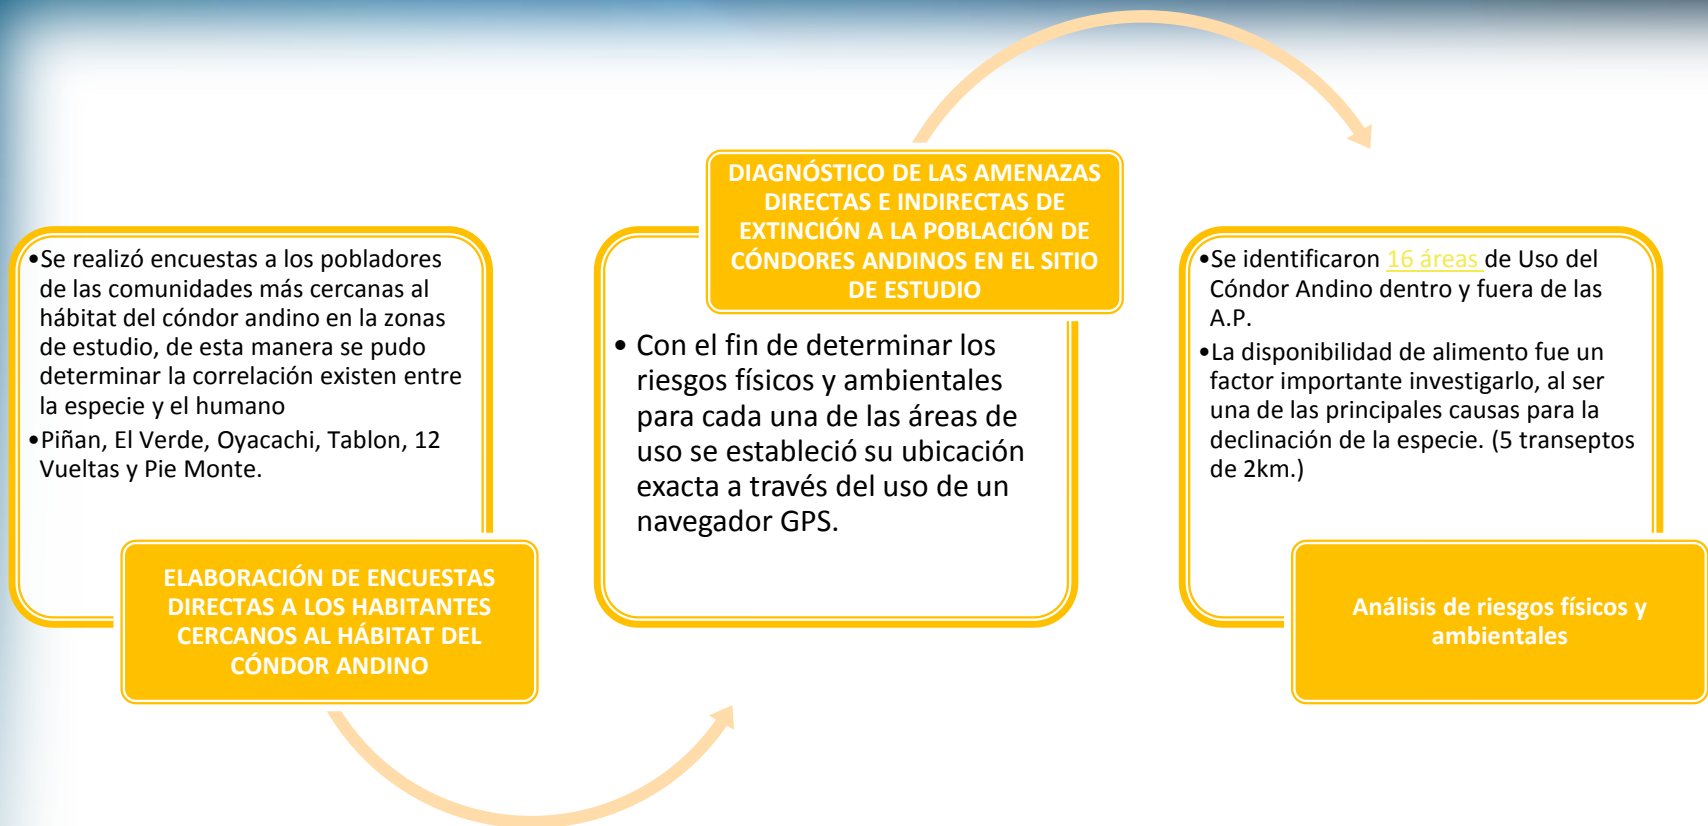 •Se realizó encuestas a los pobladores
de las comunidades más cercanas al
hábitat del cóndor andino en la zonas
de estudio, de esta manera se pudo
determinar la correlación existen entre
la especie y el humano
•Piñan, El Verde, Oyacachi, Tablon, 12
Vueltas y Pie Monte.
ELABORACIÓN DE ENCUESTAS
DIRECTAS A LOS HABITANTES
CERCANOS AL HÁBITAT DEL
CÓNDOR ANDINO
DIAGNÓSTICO DE LAS AMENAZAS
DIRECTAS E INDIRECTAS DE
EXTINCIÓN A LA POBLACIÓN DE
CÓNDORES ANDINOS EN EL SITIO
DE ESTUDIO
• Con el fin de determinar los
riesgos físicos y ambientales
para cada una de las áreas de
uso se estableció su ubicación
exacta a través del uso de un
navegador GPS.
•Se identificaron 16 áreas de Uso del
Cóndor Andino dentro y fuera de las
A.P.
•La disponibilidad de alimento fue un
factor importante investigarlo, al ser
una de las principales causas para la
declinación de la especie. (5 transeptos
de 2km.)
Análisis de riesgos físicos y
ambientales